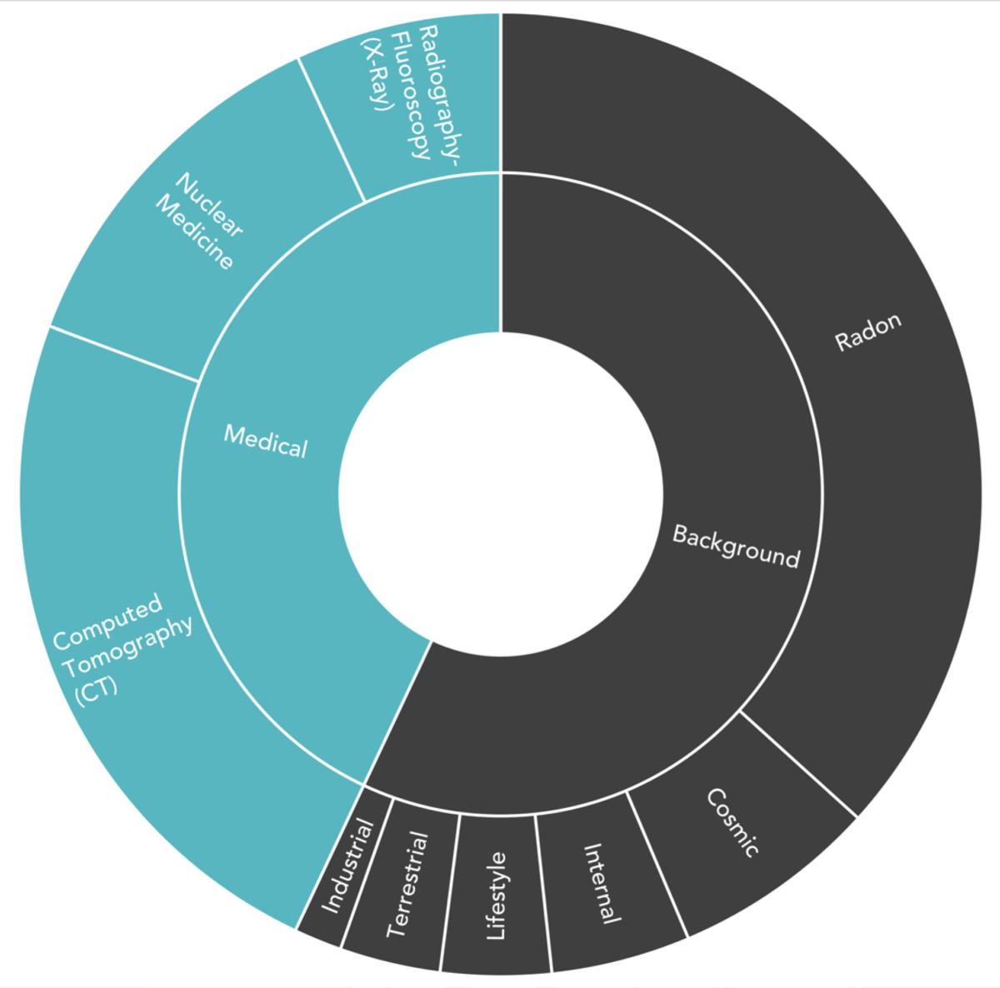 Radiography-
Fluoroscopy
(X-Ray)
Nuclear
Medicine
Radon
Medical
Background
Computed
Tomography
(CT)
Cosmic
Industrial
Terrestrial
Lifestyle
Internal